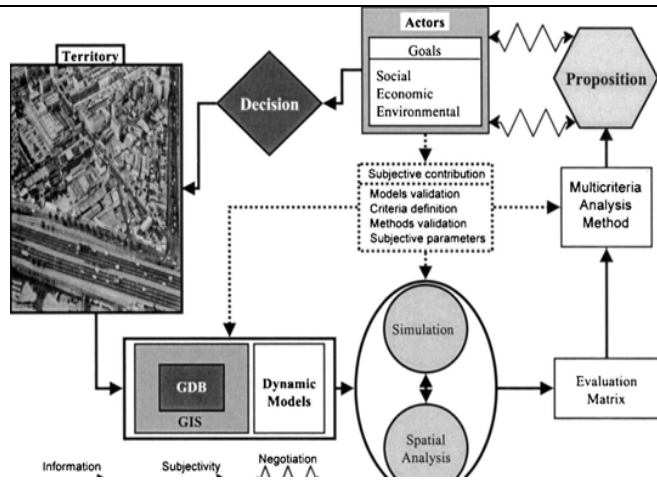 Actors
Goals
Social
Economic
Environmental
Territory
Decision
Proposition
Subjective contribution
Models validation
Criteria definition
Methods validation
Subjective parameters
Multicriteria
Analysis
Method
GDB
GIS
Dynamic
Models
Simulation
Spatial
Analysis
Evaluation
Matrix
Information
Subjectivity
Negotiation